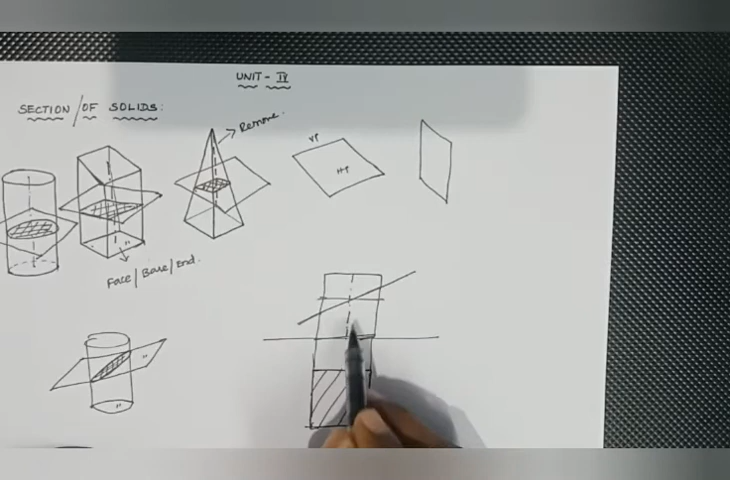 UNIT - IV
SECTION / OF SOLIDS:
Remove.
VP
HP
Face / Base / End.